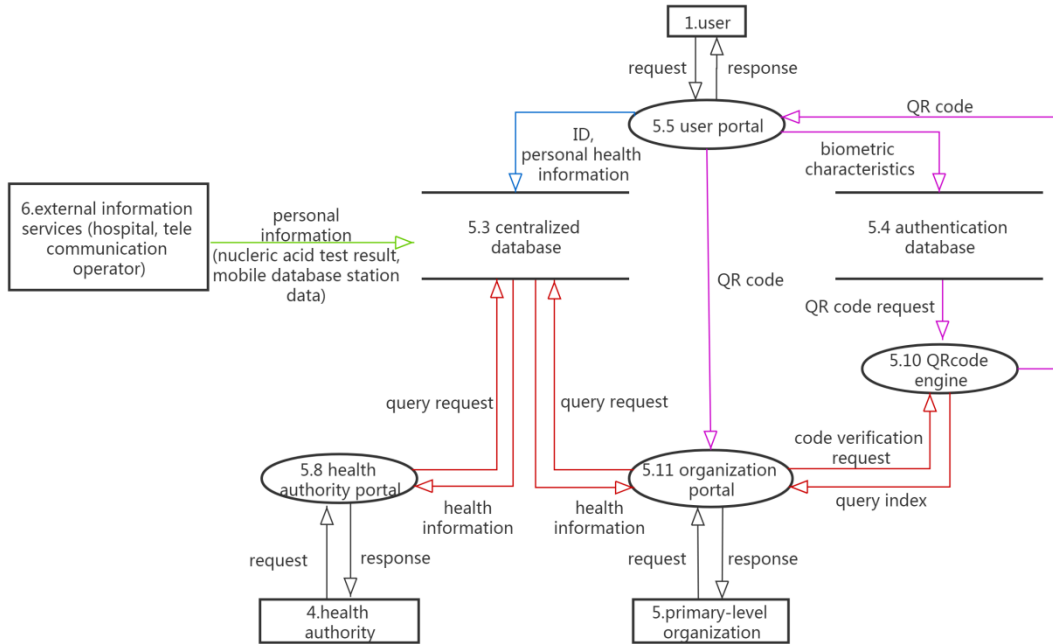 1.user
request
response
QR code
5.5 user portal
ID,
personal health
information
biometric
characteristics
6.external information
services (hospital, tele
communication
operator)
personal
information
(nucleric acid test result,
mobile database station
data)
5.3 centralized
database
5.4 authentication
database
QR code
QR code request
5.10 QRcode
engine
query request
query request
code verification
request
5.8 health
authority portal
5.11 organization
portal
health
information
health
information
query index
request
response
request
response
4.health
authority
5.primary-level
organization